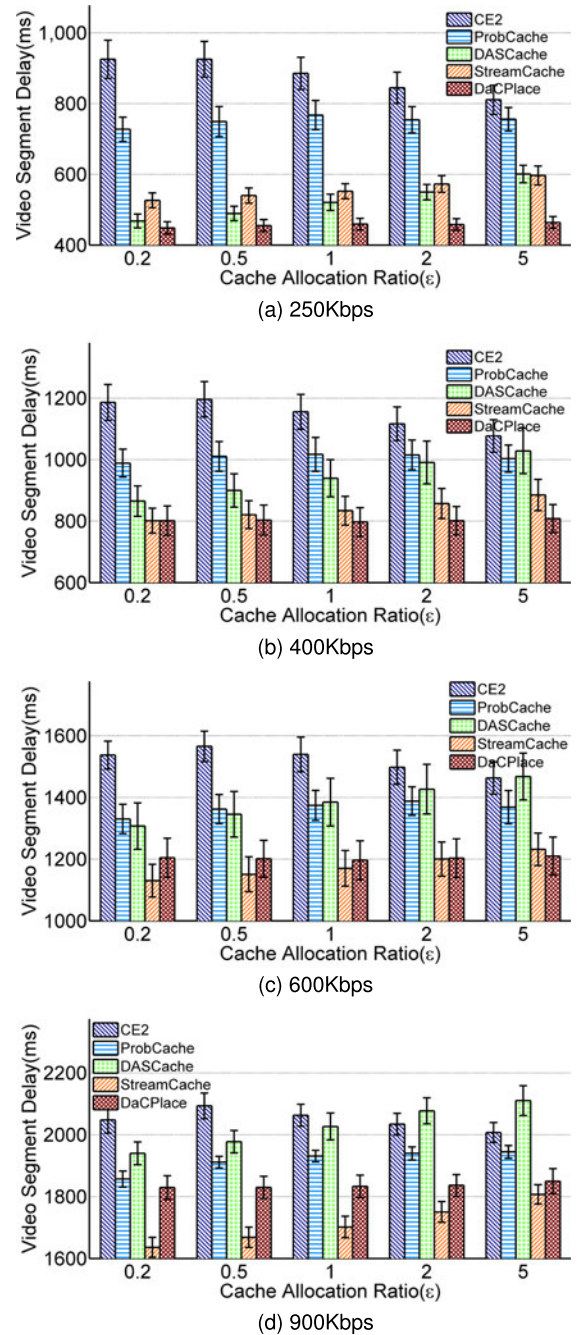 1,000
800
600
400
Video Segment Delay(ms)
CE2
ProbCache
DASCache
StreamCache
DaCPlace
0.2 0.5 1 2 5
Cache Allocation Ratio(ε)
(a) 250Kbps
1200
1000
800
600
Video Segment Delay(ms)
CE2
ProbCache
DASCache
StreamCache
DaCPlace
0.2 0.5 1 2 5
Cache Allocation Ratio(ε)
(b) 400Kbps
1600
1400
1200
1000
Video Segment Delay(ms)
CE2
ProbCache
DASCache
StreamCache
DaCPlace
0.2 0.5 1 2 5
Cache Allocation Ratio(ε)
(c) 600Kbps
2200
2000
1800
1600
Video Segment Delay(ms)
CE2
ProbCache
DASCache
StreamCache
DaCPlace
0.2 0.5 1 2 5
Cache Allocation Ratio(ε)
(d) 900Kbps